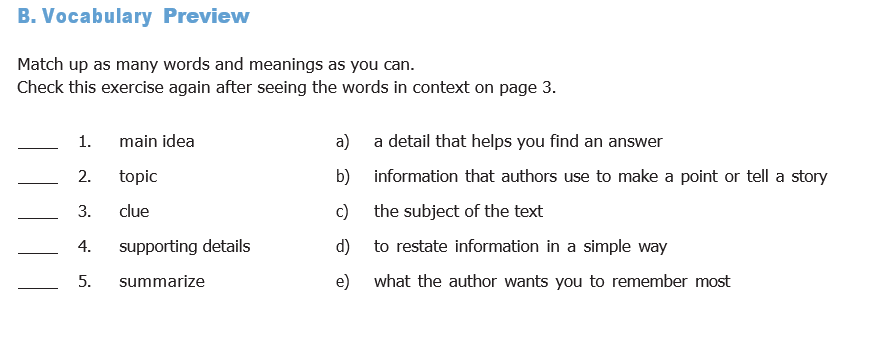 B. Vocabulary Preview
Match up as many words and meanings as you can.
Check this exercise again after seeing the words in context on page 3.
____ 1. main idea a) a detail that helps you find an answer
____ 2. topic b) information that authors use to make a point or tell a story
____ 3. clue c) the subject of the text
____ 4. supporting details d) to restate information in a simple way
____ 5. summarize e) what the author wants you to remember most